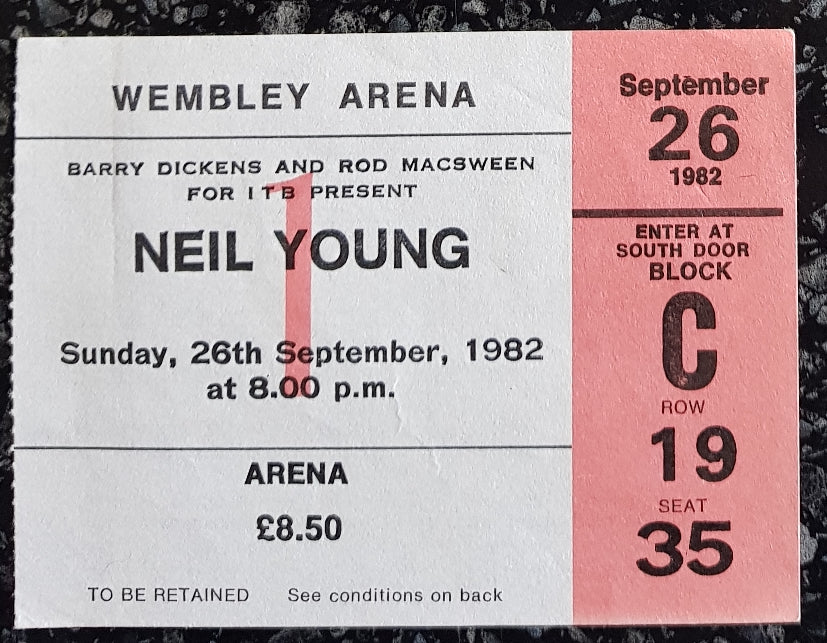 WEMBLEY ARENA
BARRY DICKENS AND ROD MACSWEEN
FOR ITB PRESENT
1
NEIL YOUNG
Sunday, 26th September, 1982
at 8.00 p.m.
ARENA
£8.50
TO BE RETAINED See conditions on back
September
26
1982
ENTER AT
SOUTH DOOR
BLOCK
C
ROW
19
SEAT
35